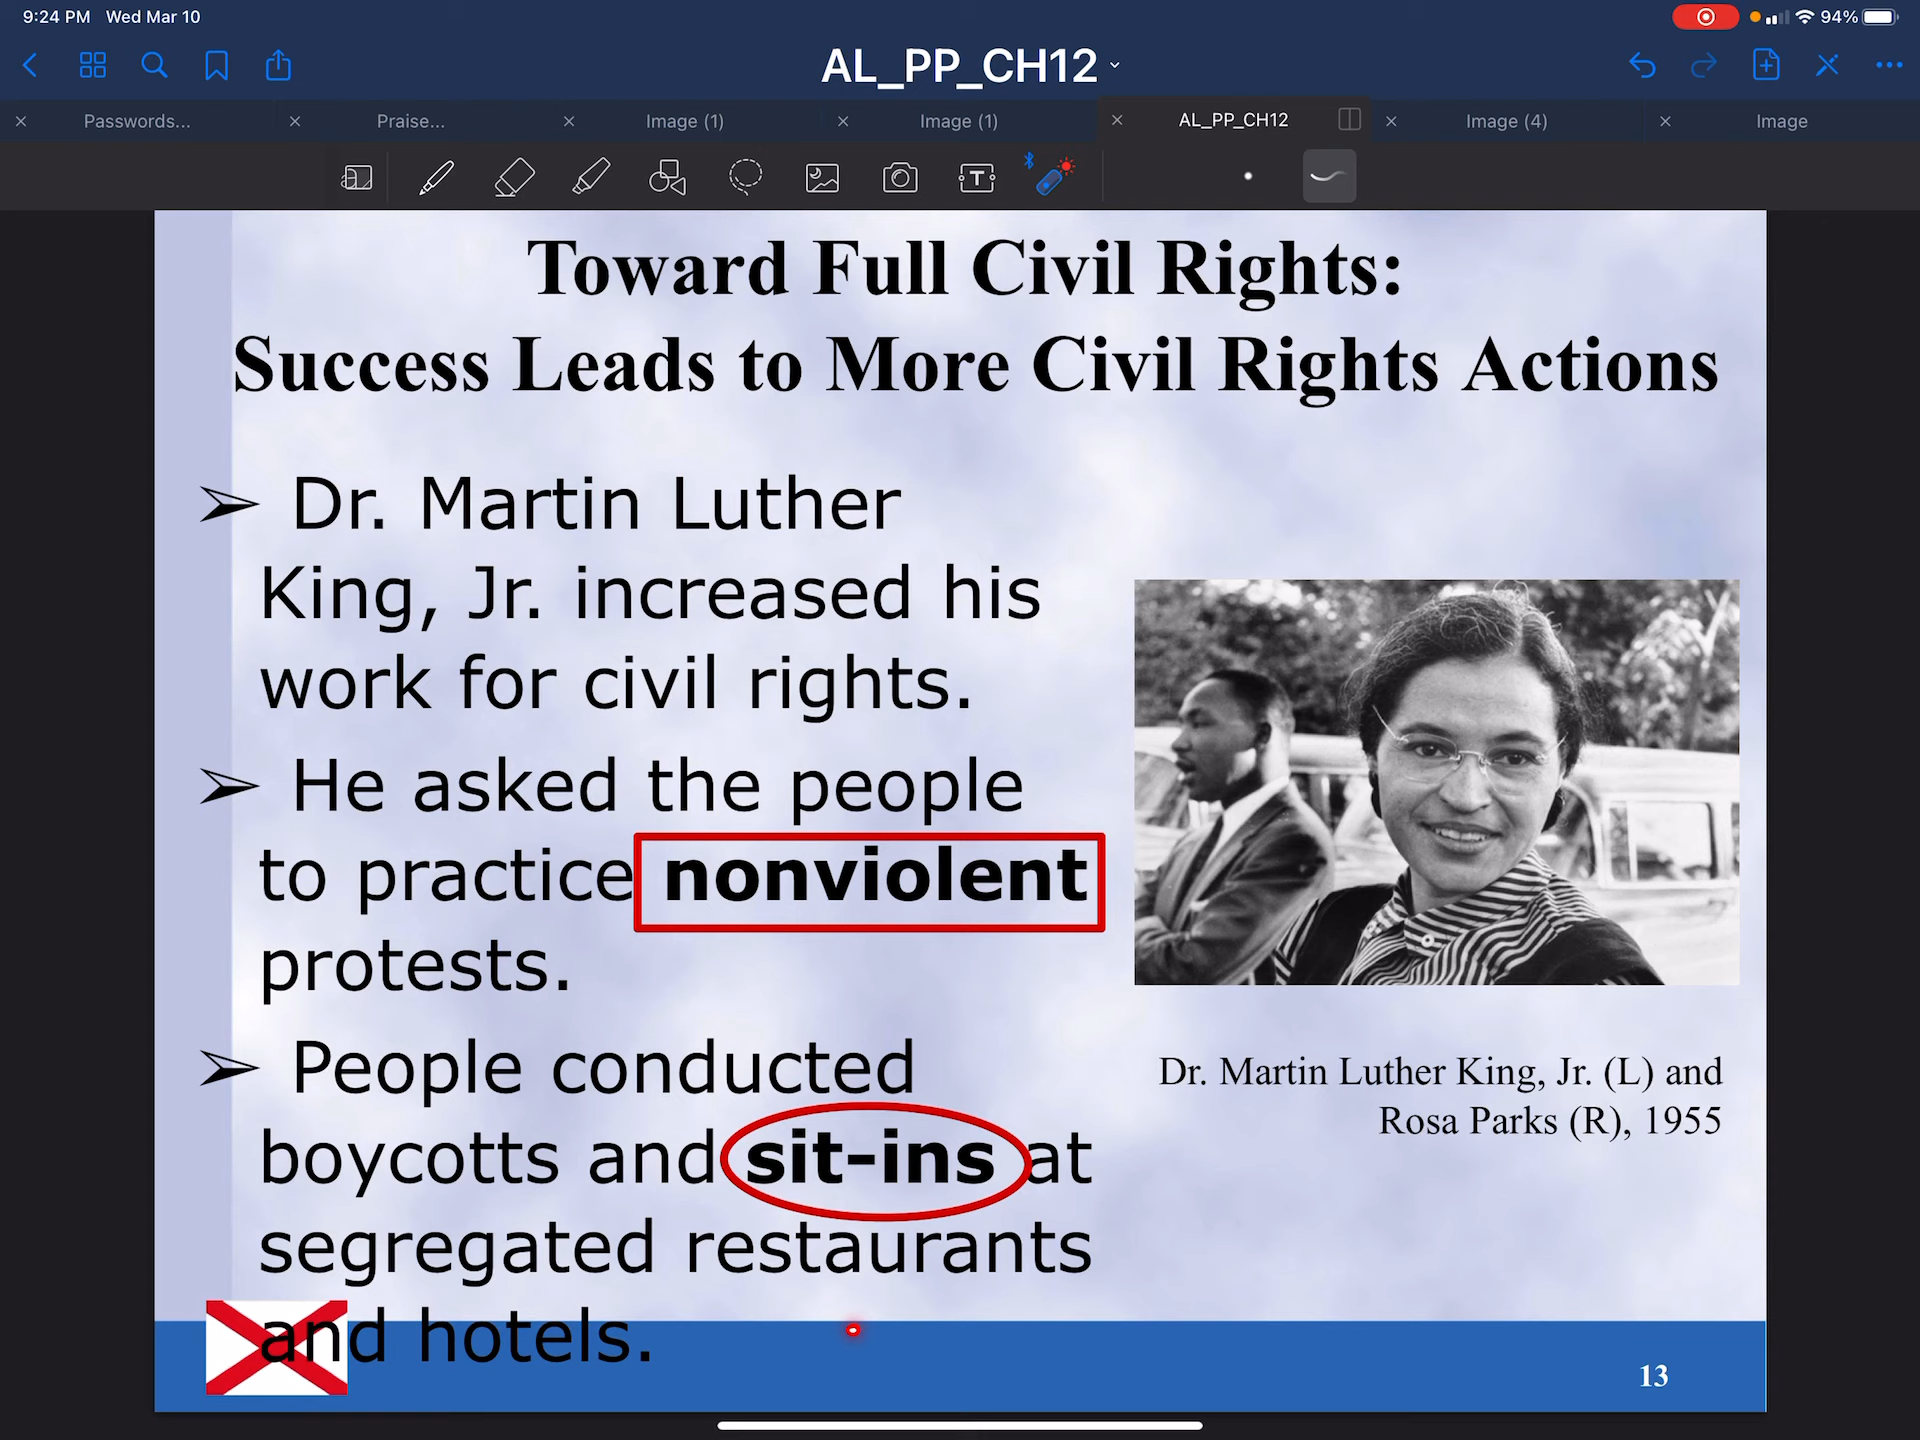 9:24 PM Wed Mar 10 94%
AL_PP_CH12
Passwords... Praise... Image (1) Image (1) AL_PP_CH12 Image (4) Image
T
Toward Full Civil Rights:
Success Leads to More Civil Rights Actions
➢ Dr. Martin Luther
King, Jr. increased his
work for civil rights.
➢ He asked the people
to practice nonviolent
protests.
➢ People conducted
boycotts and sit-ins at
segregated restaurants
and hotels.
Dr. Martin Luther King, Jr. (L) and
Rosa Parks (R), 1955
13